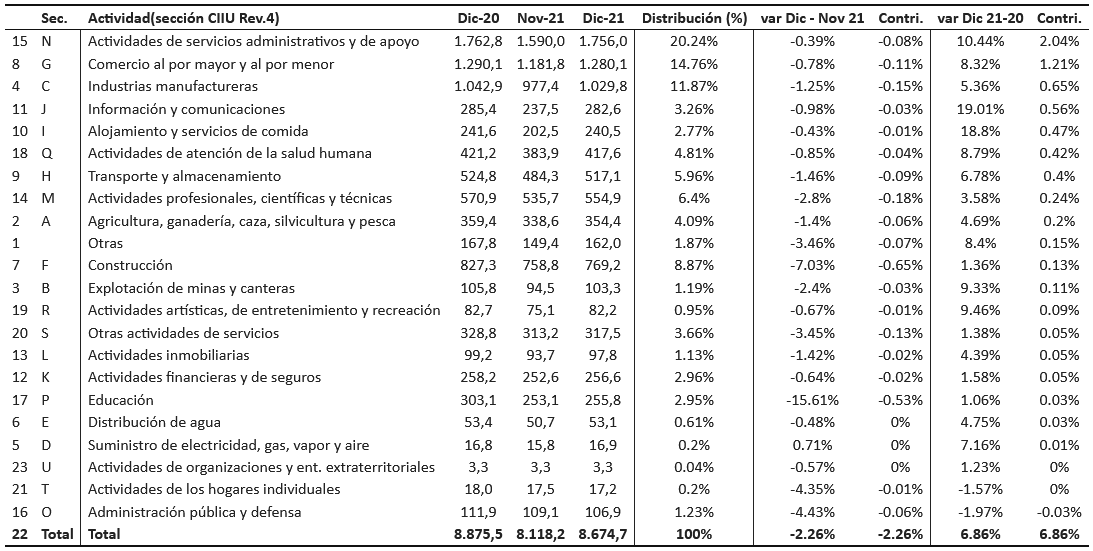 Sec. Actividad(sección CIIU Rev.4) Dic-20 Nov-21 Dic-21 Distribución (%) var Dic - Nov 21 Contri. var Dic 21-20 Contri.
15 N Actividades de servicios administrativos y de apoyo 1.762,8 1.590,0 1.756,0 20.24% -0.39% -0.08% 10.44% 2.04%
8 G Comercio al por mayor y al por menor 1.290,1 1.181,8 1.280,1 14.76% -0.78% -0.11% 8.32% 1.21%
4 C Industrias manufactureras 1.042,9 977,4 1.029,8 11.87% -1.25% -0.15% 5.36% 0.65%
11 J Información y comunicaciones 285,4 237,5 282,6 3.26% -0.98% -0.03% 19.01% 0.56%
10 I Alojamiento y servicios de comida 241,6 202,5 240,5 2.77% -0.43% -0.01% 18.8% 0.47%
18 Q Actividades de atención de la salud humana 421,2 383,9 417,6 4.81% -0.85% -0.04% 8.79% 0.42%
9 H Transporte y almacenamiento 524,8 484,3 517,1 5.96% -1.46% -0.09% 6.78% 0.4%
14 M Actividades profesionales, científicas y técnicas 570,9 535,7 554,9 6.4% -2.8% -0.18% 3.58% 0.24%
2 A Agricultura, ganadería, caza, silvicultura y pesca 359,4 338,6 354,4 4.09% -1.4% -0.06% 4.69% 0.2%
1 Otras 167,8 149,4 162,0 1.87% -3.46% -0.07% 8.4% 0.15%
7 F Construcción 827,3 758,8 769,2 8.87% -7.03% -0.65% 1.36% 0.13%
3 B Explotación de minas y canteras 105,8 94,5 103,3 1.19% -2.4% -0.03% 9.33% 0.11%
19 R Actividades artísticas, de entretenimiento y recreación 82,7 75,1 82,2 0.95% -0.67% -0.01% 9.46% 0.09%
20 S Otras actividades de servicios 328,8 313,2 317,5 3.66% -3.45% -0.13% 1.38% 0.05%
13 L Actividades inmobiliarias 99,2 93,7 97,8 1.13% -1.42% -0.02% 4.39% 0.05%
12 K Actividades financieras y de seguros 258,2 252,6 256,6 2.96% -0.64% -0.02% 1.58% 0.05%
17 P Educación 303,1 253,1 255,8 2.95% -15.61% -0.53% 1.06% 0.03%
6 E Distribución de agua 53,4 50,7 53,1 0.61% -0.48% 0% 4.75% 0.03%
5 D Suministro de electricidad, gas, vapor y aire 16,8 15,8 16,9 0.2% 0.71% 0% 7.16% 0.01%
23 U Actividades de organizaciones y ent. extraterritoriales 3,3 3,3 3,3 0.04% -0.57% 0% 1.23% 0%
21 T Actividades de los hogares individuales 18,0 17,5 17,2 0.2% -4.35% -0.01% -1.57% 0%
16 O Administración pública y defensa 111,9 109,1 106,9 1.23% -4.43% -0.06% -1.97% -0.03%
22 Total Total 8.875,5 8.118,2 8.674,7 100% -2.26% -2.26% 6.86% 6.86%